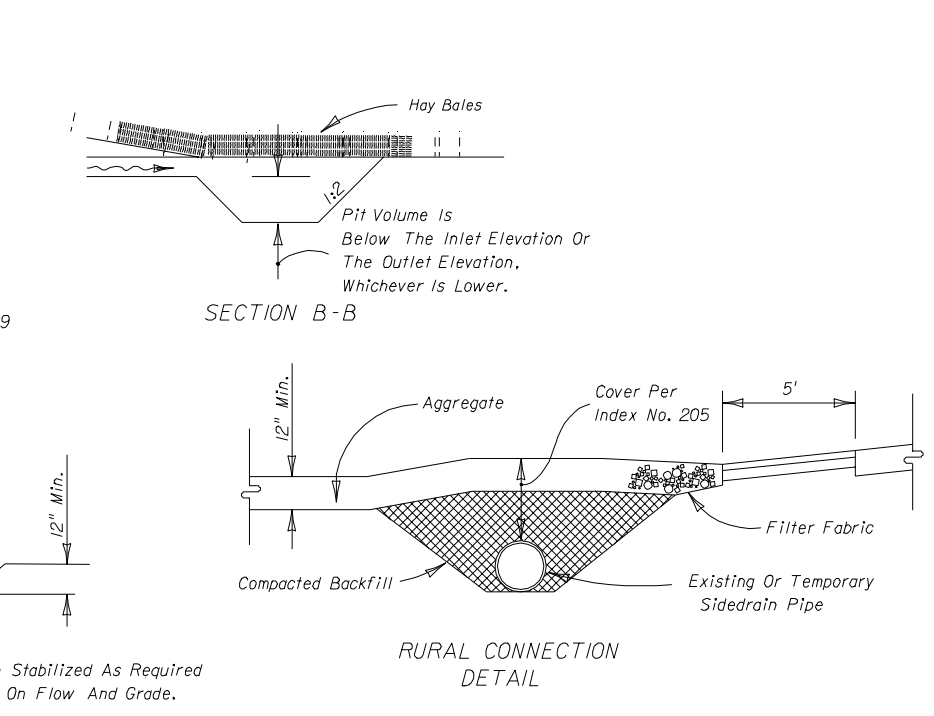 Hay Bales
1:2
Pit Volume Is
Below The Inlet Elevation Or
The Outlet Elevation,
Whichever Is Lower.
SECTION B-B
9
12" Min.
Aggregate
Cover Per
Index No. 205
5'
12" Min.
Filter Fabric
Compacted Backfill
Existing Or Temporary
Sidedrain Pipe
RURAL CONNECTION
DETAIL
Stabilized As Required
On Flow And Grade.